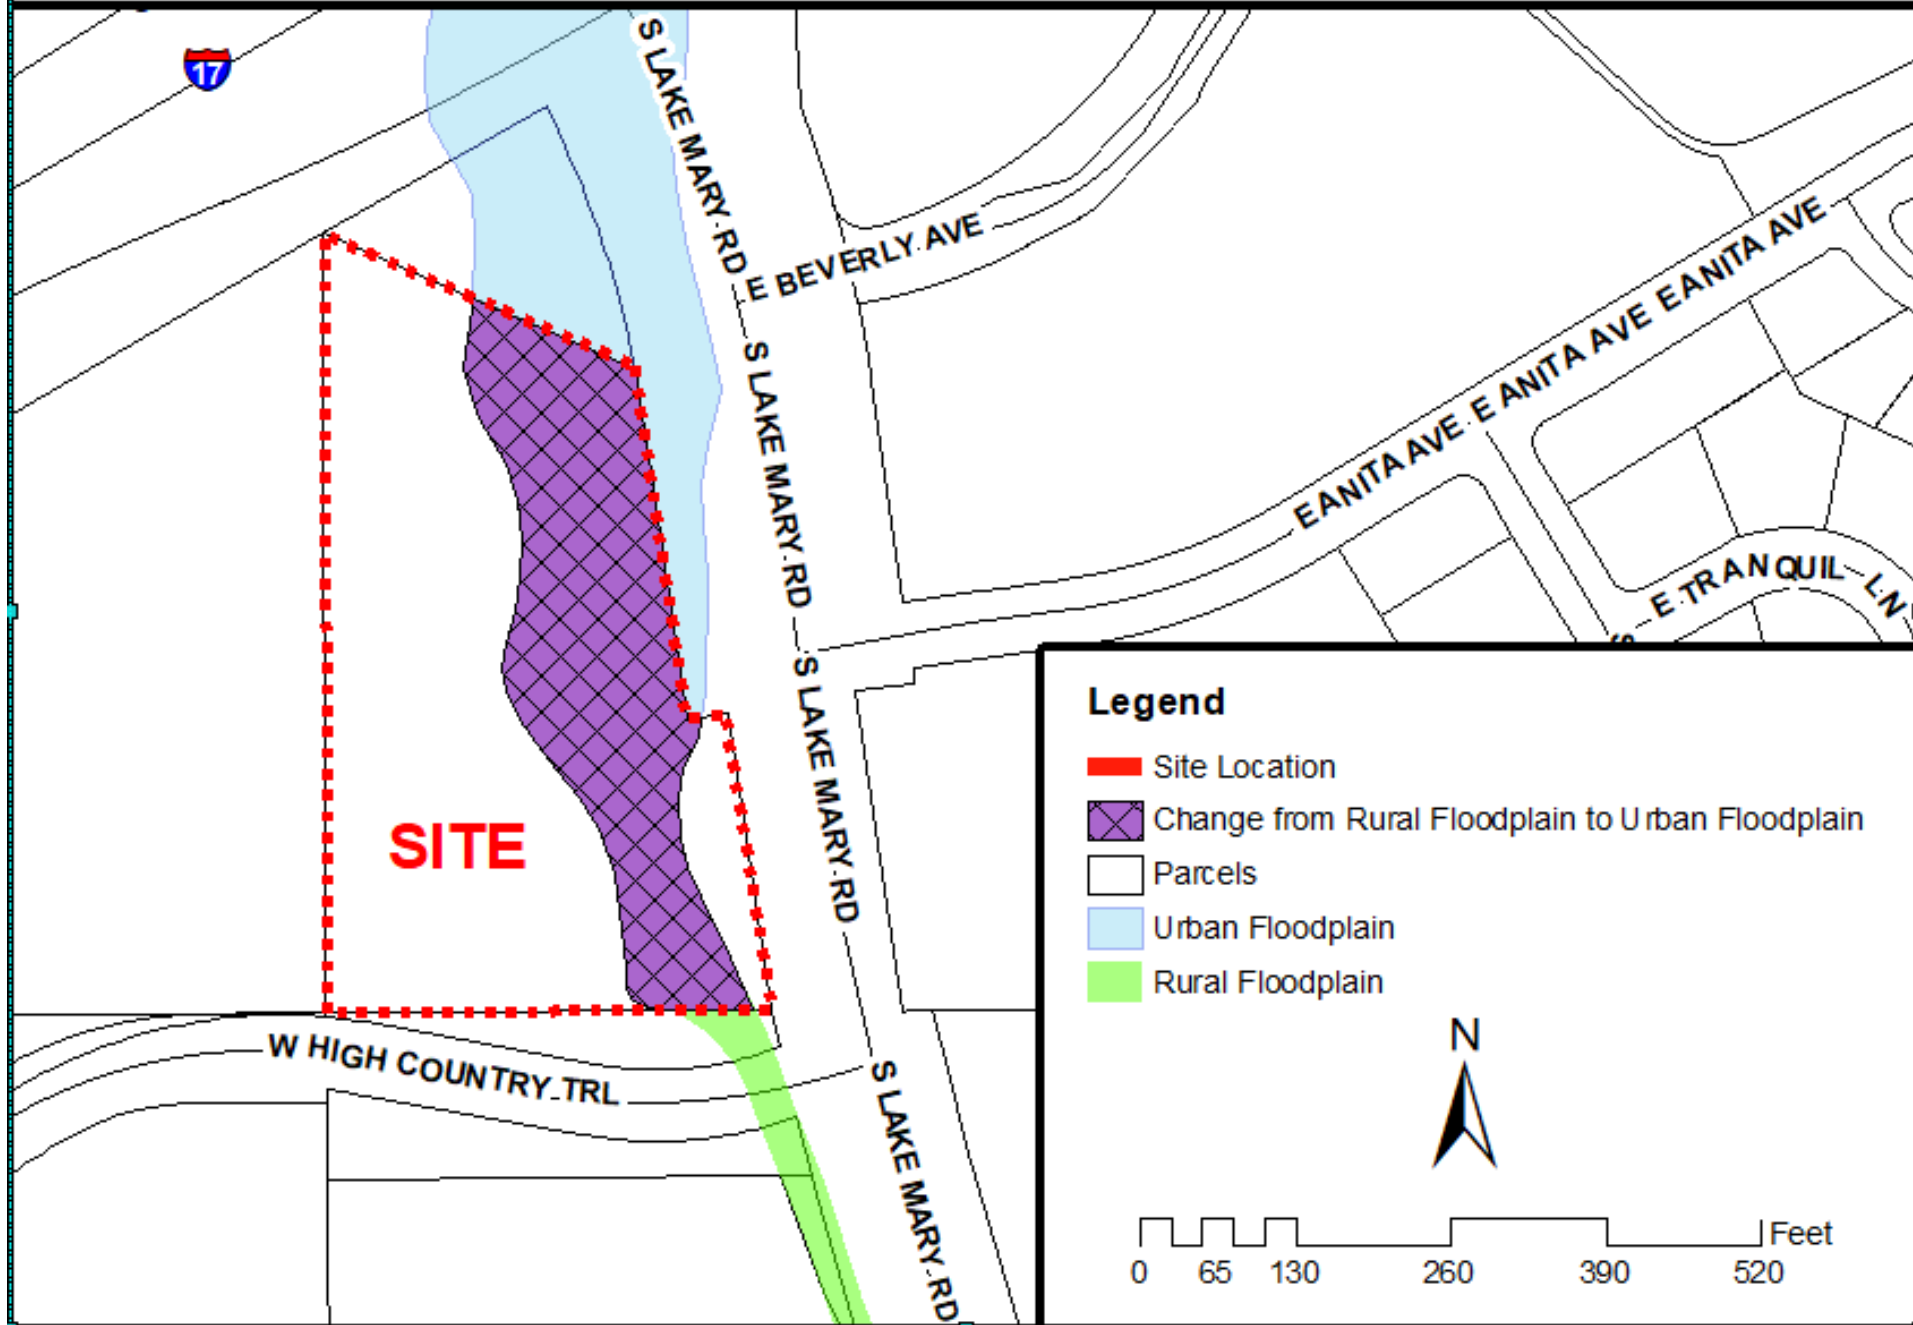 17
S LAKE MARY RD
E BEVERLY AVE
S LAKE MARY RD
E ANITA AVE E ANITA AVE E ANITA AVE
E TRANQUIL LN
S
S LAKE MARY RD
SITE
W HIGH COUNTRY TRL
S LAKE MARY RD
Legend
Site Location
Change from Rural Floodplain to Urban Floodplain
Parcels
Urban Floodplain
Rural Floodplain
N
Feet
0 65 130 260 390 520